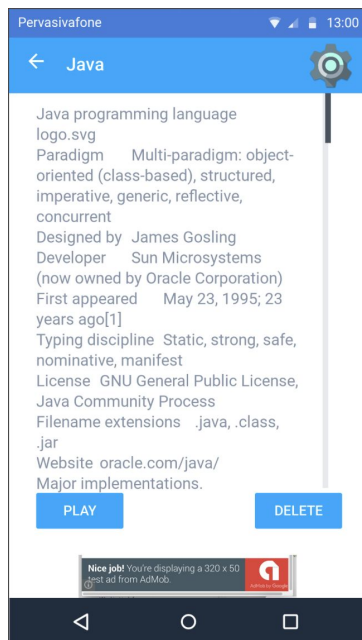 Pervasivafone 13:00
Java
Java programming language
logo.svg
Paradigm Multi-paradigm: object-
oriented (class-based), structured,
imperative, generic, reflective,
concurrent
Designed by James Gosling
Developer Sun Microsystems
(now owned by Oracle Corporation)
First appeared May 23, 1995; 23
years ago[1]
Typing discipline Static, strong, safe,
nominative, manifest
License GNU General Public License,
Java Community Process
Filename extensions .java, .class,
.jar
Website oracle.com/java/
Major implementations.
PLAY DELETE
Nice job! You're displaying a 320 x 50
test ad from AdMob.
AdMob by Google